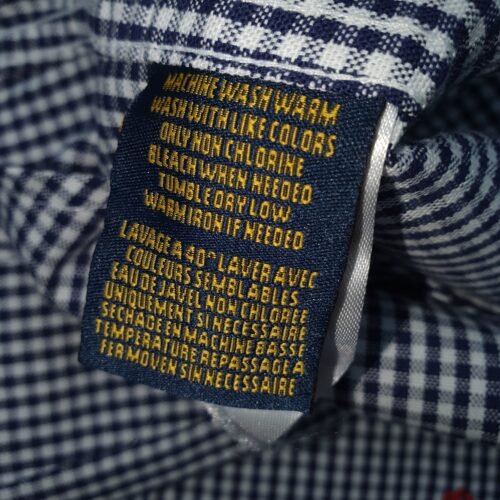 MACHINE WASH WARM
WASH WITH LIKE COLORS
ONLY NON CHLORINE
BLEACH WHEN NEEDED
TUMBLE DRY LOW
WARM IRON IF NEEDED
LAVAGE A 40° LAVER AVEC
COULEURS SEMBLABLES
EAU DE JAVEL NON CHLOREE
UNIQUEMENT SI NECESSAIRE
SECHAGE EN MACHINE BASSE
TEMPERATURE REPASSAGE A
FER MOVEN SIN NECESSAIRE